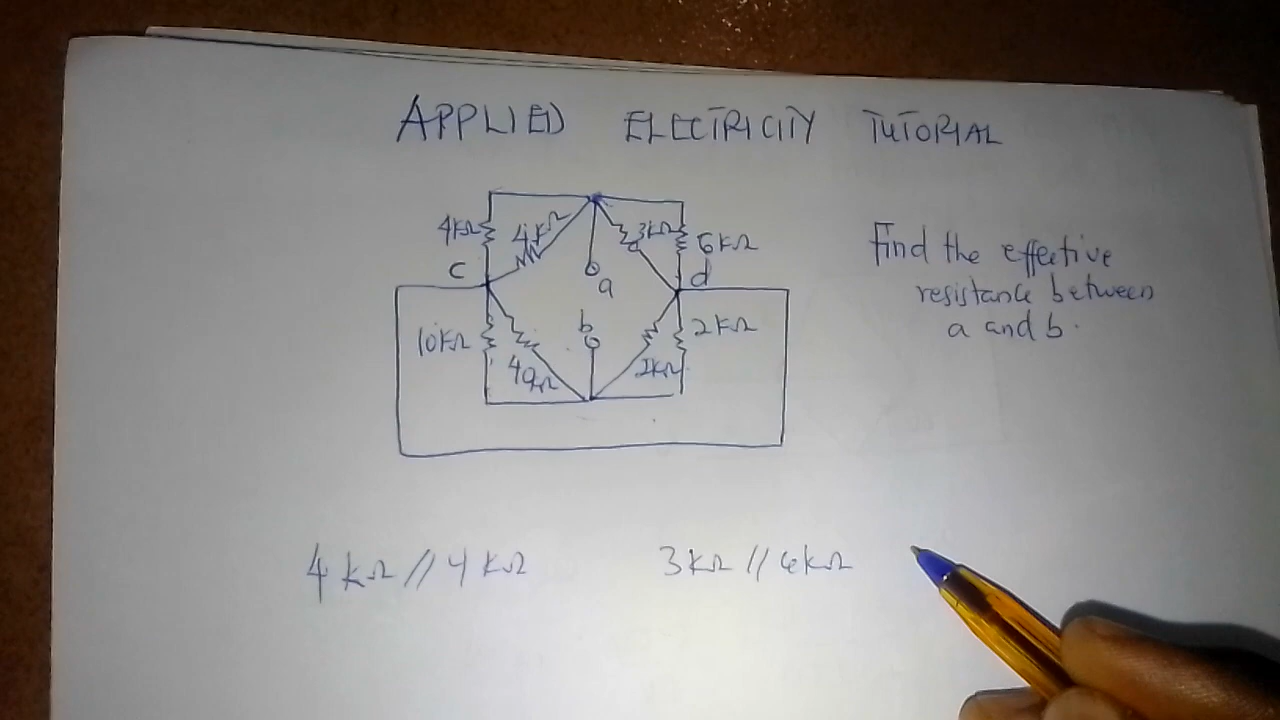 APPLIED ELECTRICITY TUTORIAL
4kΩ 4kΩ 3kΩ 6kΩ
c a d
Find the effective
resistance between
a and b.
10kΩ b 2kΩ
40kΩ 2kΩ
4kΩ//4kΩ 3kΩ//6kΩ